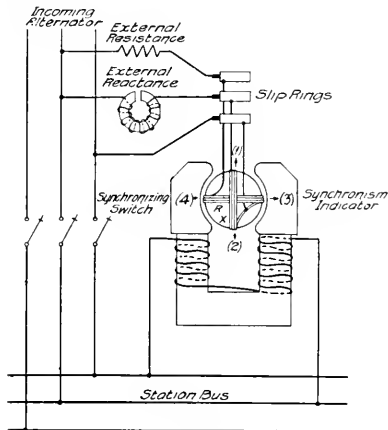 Incoming
Alternator
External
Resistance
External
Reactance
Slip Rings
(1)
Synchronizing
Switch
(4)
R
X
(3)
Synchronism
Indicator
(2)
Station Bus